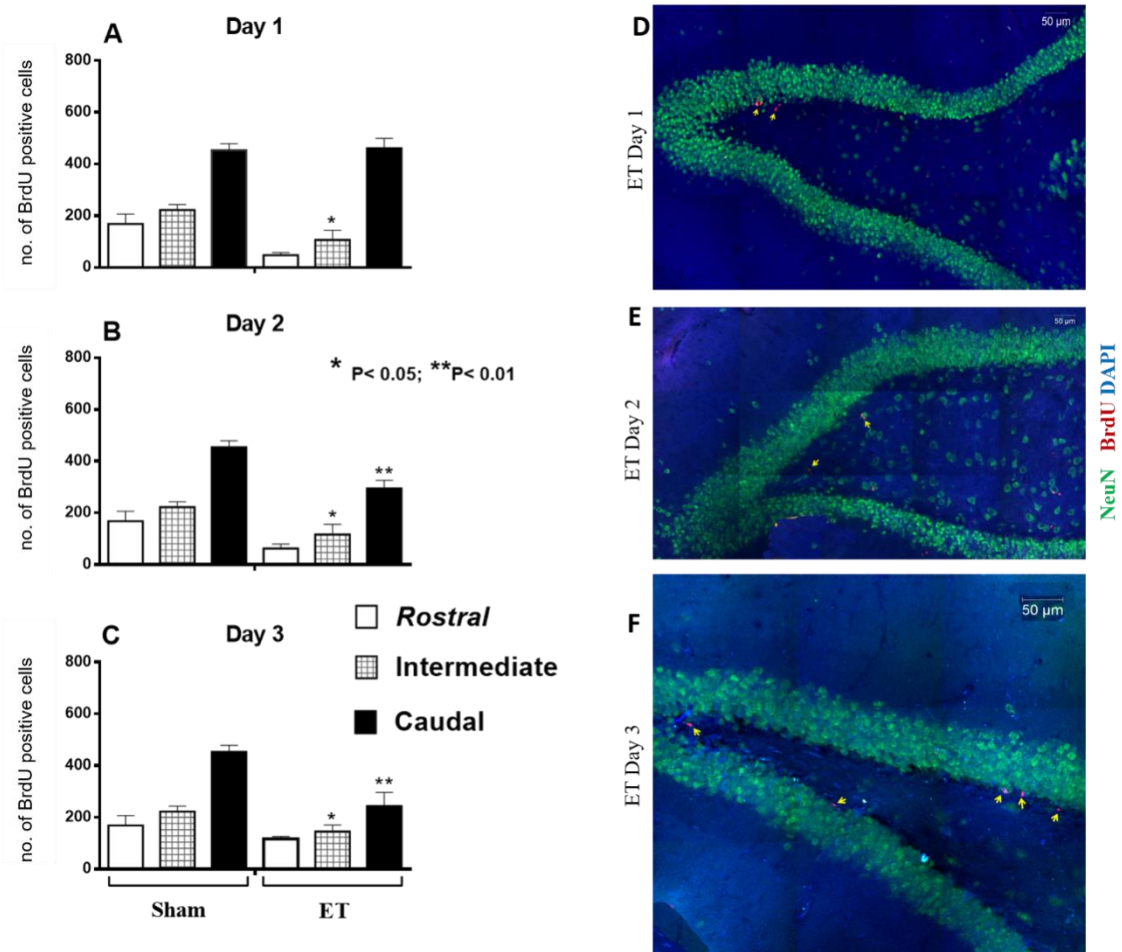 A
Day 1
no. of BrdU positive cells
800
600
400
200
0
*
B
Day 2
no. of BrdU positive cells
800
600
400
200
0
* P< 0.05; **P< 0.01
*
**
C
Day 3
no. of BrdU positive cells
800
600
400
200
0
*
**
Rostral
Intermediate
Caudal
Sham
ET
D
ET Day 1
50 µm
E
ET Day 2
50 µm
F
ET Day 3
50 µm
NeuN BrdU DAPI